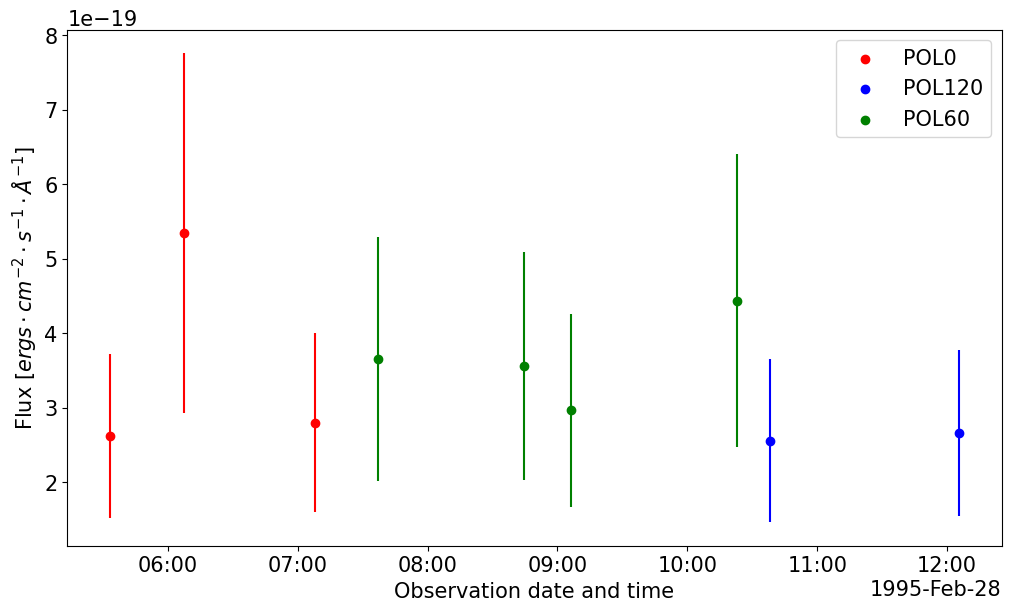 1e−19
8
7
6
5
4
3
2
Flux [ergs · cm⁻² · s⁻¹ · Å⁻¹]
POL0
POL120
POL60
06:00 07:00 08:00 09:00 10:00 11:00 12:00
Observation date and time
1995-Feb-28